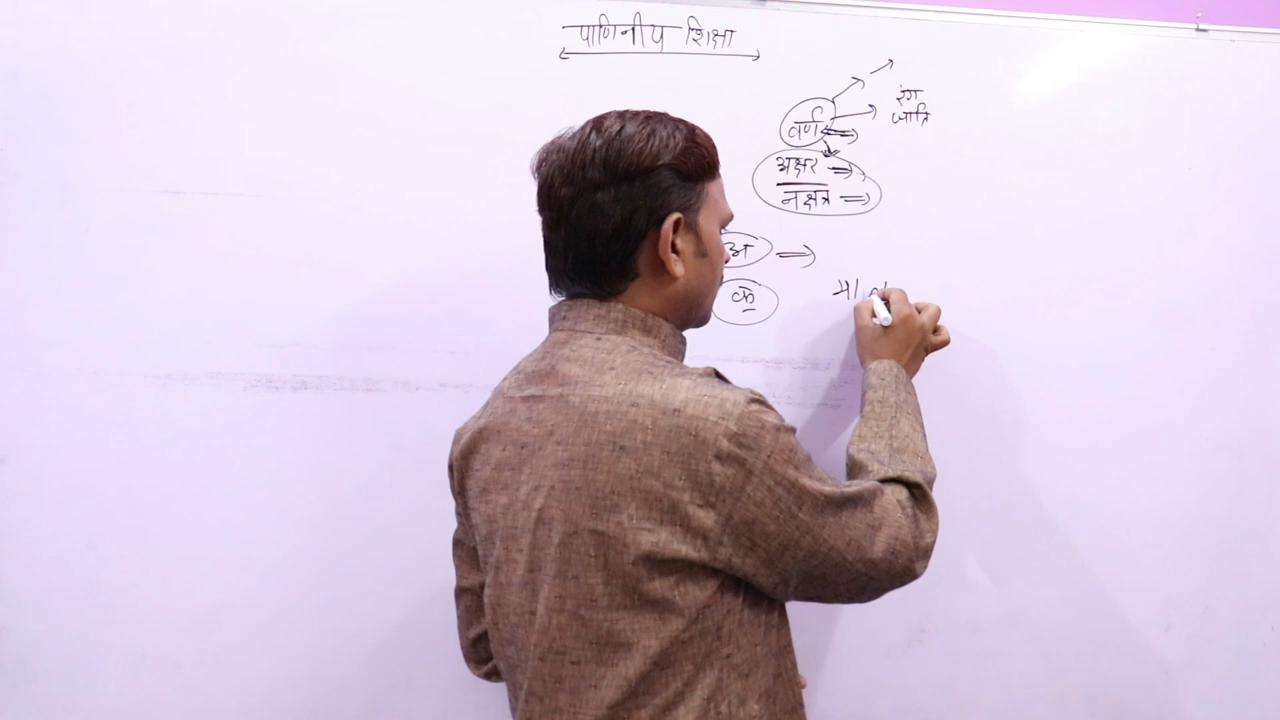 पाणिनीय शिक्षा
रंग
वर्ण जाति
अक्षर
नक्षत्र
अ
क
मा